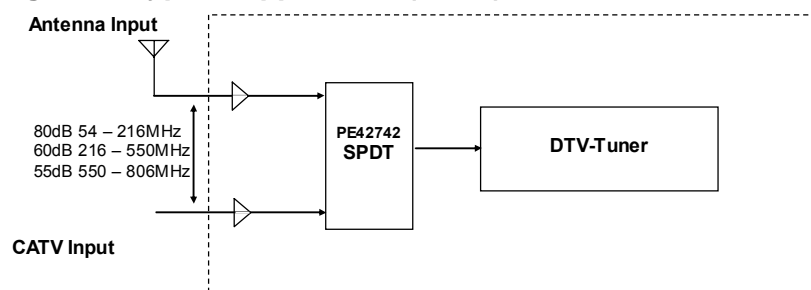 Antenna Input
80dB 54 – 216MHz
60dB 216 – 550MHz
55dB 550 – 806MHz
PE42742
SPDT
DTV-Tuner
CATV Input